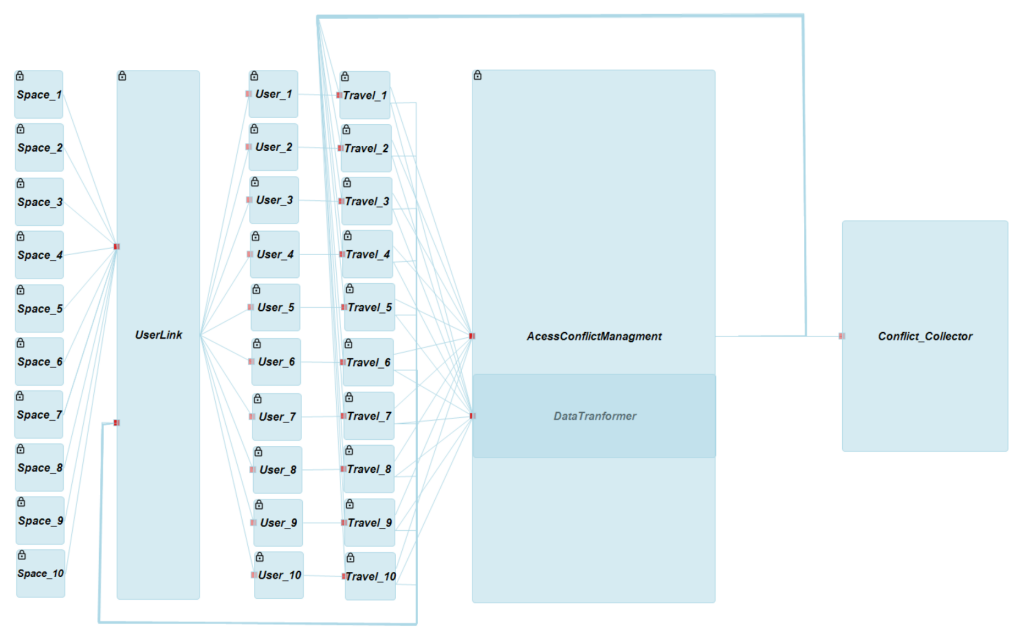 Space_1
Space_2
Space_3
Space_4
Space_5
Space_6
Space_7
Space_8
Space_9
Space_10
UserLink
User_1
User_2
User_3
User_4
User_5
User_6
User_7
User_8
User_9
User_10
Travel_1
Travel_2
Travel_3
Travel_4
Travel_5
Travel_6
Travel_7
Travel_8
Travel_9
Travel_10
AcessConflictManagment
DataTranformer
Conflict_Collector